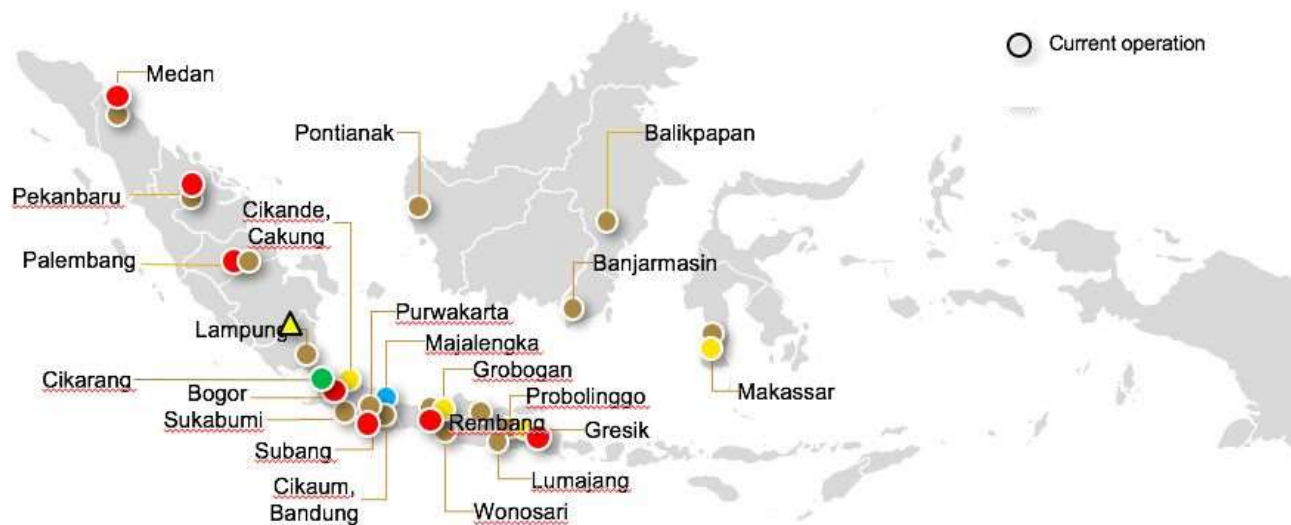 Current operation
Medan
Pontianak
Balikpapan
Pekanbaru
Cikande,
Cakung
Palembang
Banjarmasin
Purwakarta
Lampung
Majalengka
Cikarang
Grobogan
Bogor
Probolinggo
Makassar
Sukabumi
Rembang
Gresik
Subang
Lumajang
Cikaum,
Bandung
Wonosari